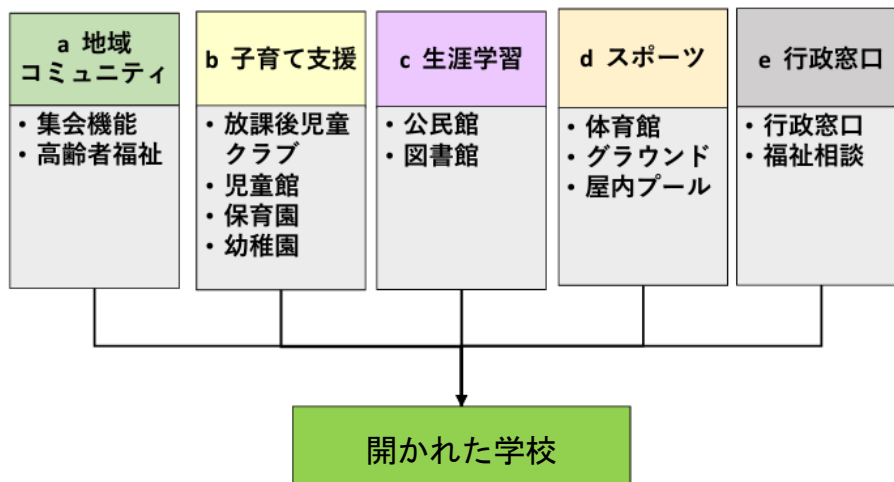 a 地域
コミュニティ
・集会機能
・高齢者福祉
b 子育て支援
・放課後児童
クラブ
・児童館
・保育園
・幼稚園
c 生涯学習
・公民館
・図書館
d スポーツ
・体育館
・グラウンド
・屋内プール
e 行政窓口
・行政窓口
・福祉相談
開かれた学校